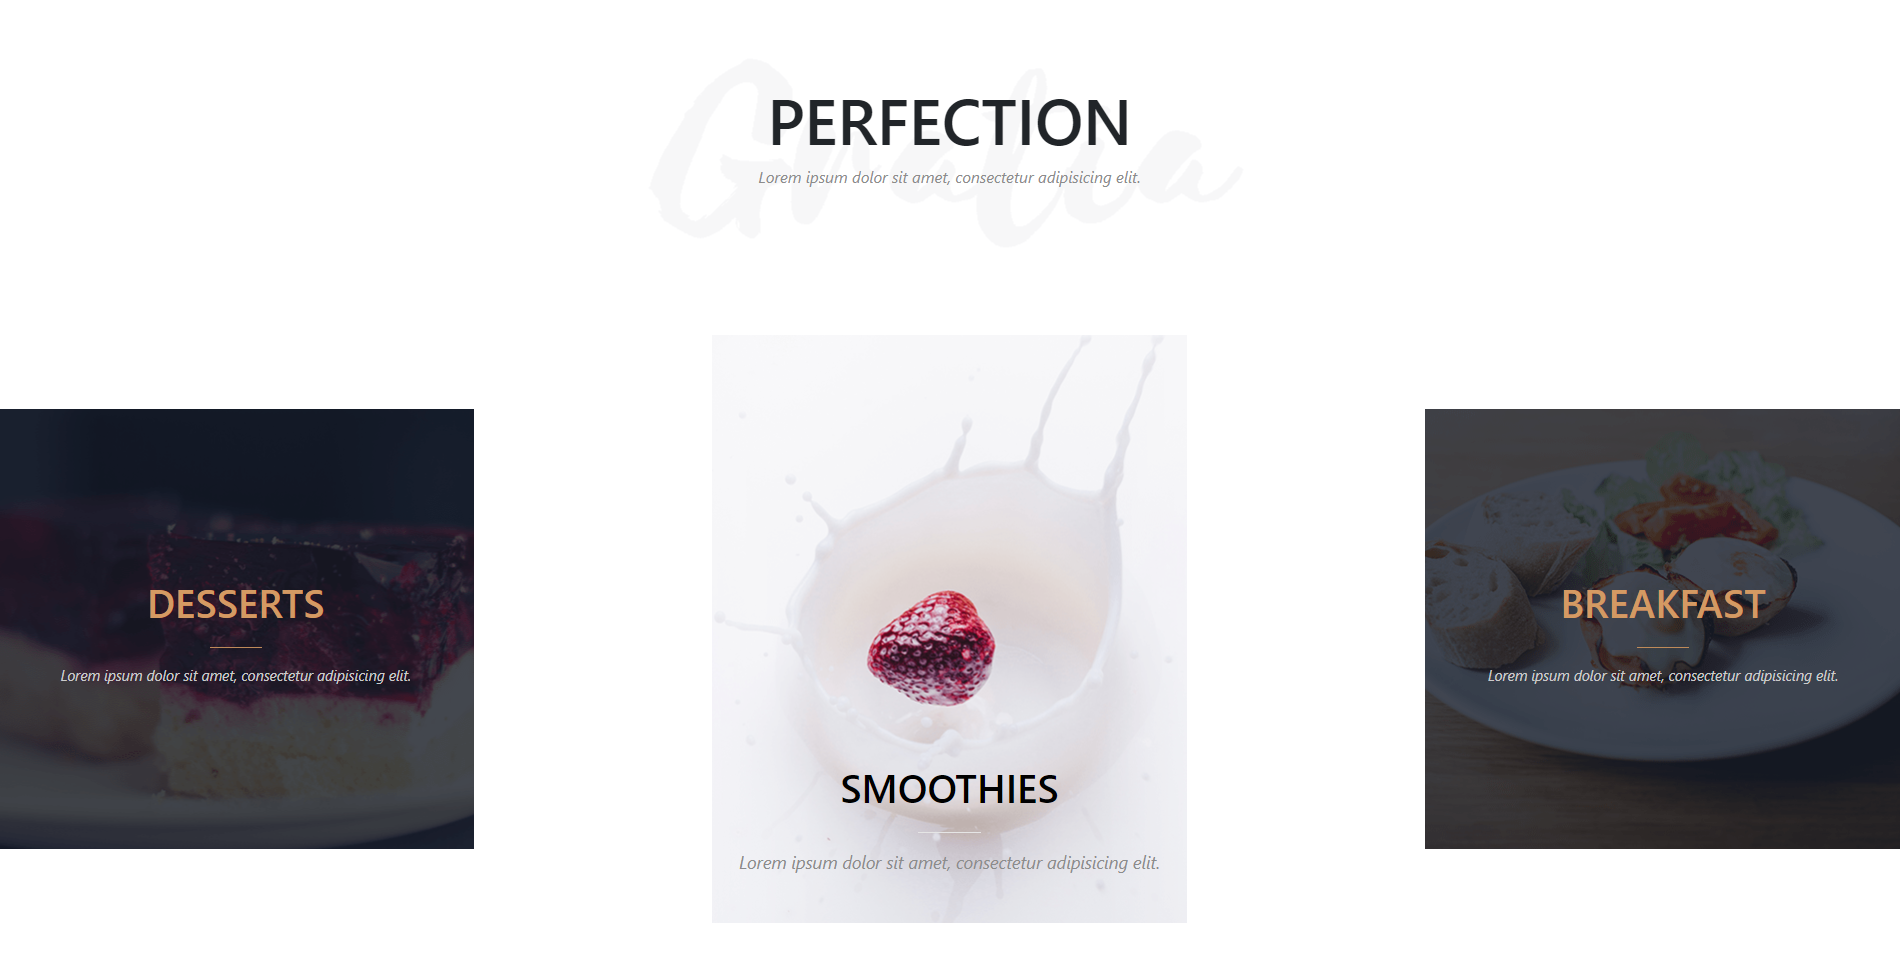 Gratia
PERFECTION
Lorem ipsum dolor sit amet, consectetur adipisicing elit.
DESSERTS
Lorem ipsum dolor sit amet, consectetur adipisicing elit.
SMOOTHIES
Lorem ipsum dolor sit amet, consectetur adipisicing elit.
BREAKFAST
Lorem ipsum dolor sit amet, consectetur adipisicing elit.